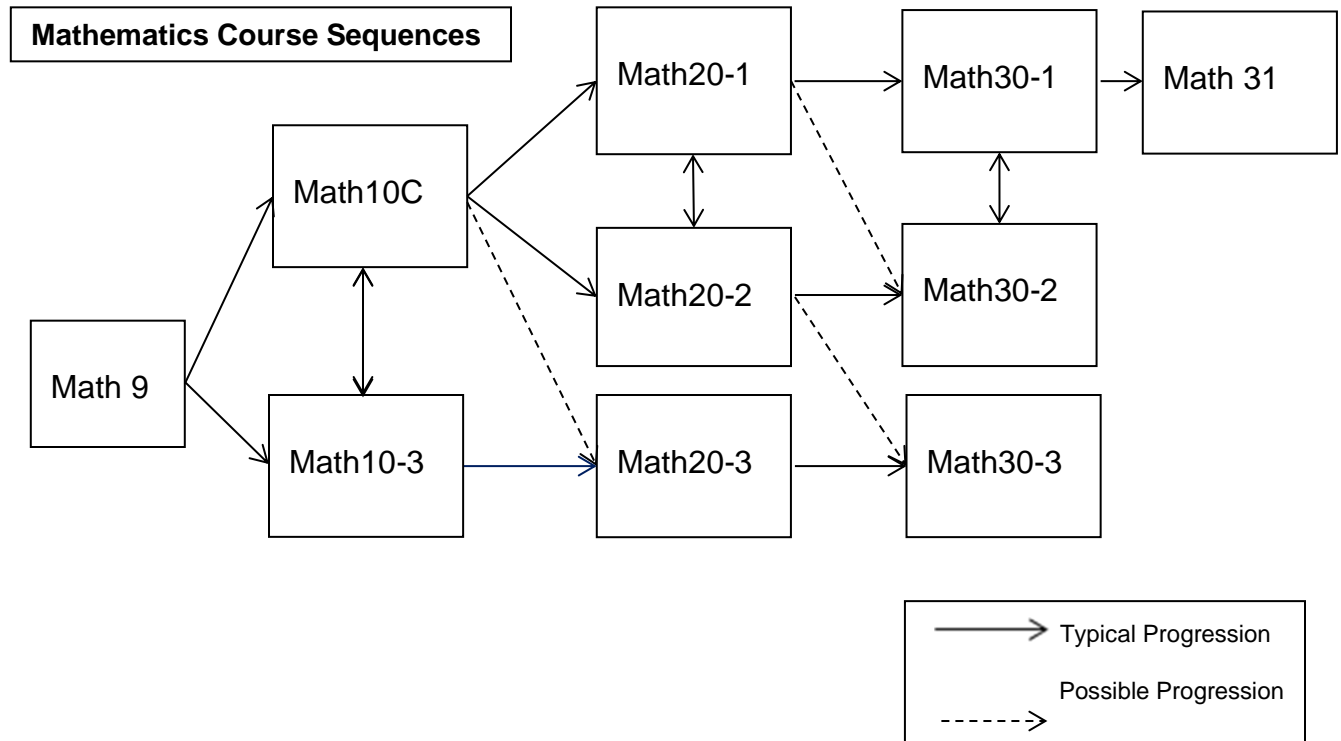 Mathematics Course Sequences
Math20-1
Math30-1
Math 31
Math10C
Math20-2
Math30-2
Math 9
Math10-3
Math20-3
Math30-3
Typical Progression
Possible Progression